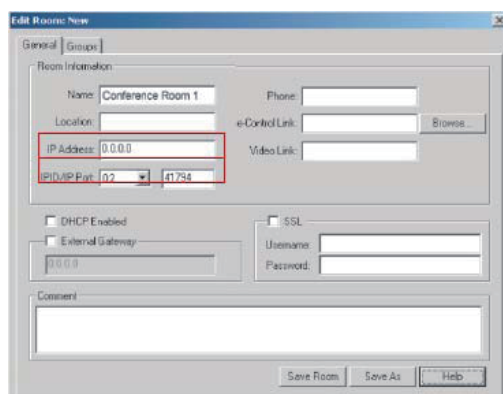 Edit Room: New
General Groups
Room Information
Name: Conference Room 1
Phone:
Location:
e-Control Link:
Browse...
IP Address: 0.0.0.0
Video Link:
IPID/IP Port: 02 41794
DHCP Enabled
SSL
External Gateway
Username:
0.0.0.0
Password:
Comment
Save Room Save As Help